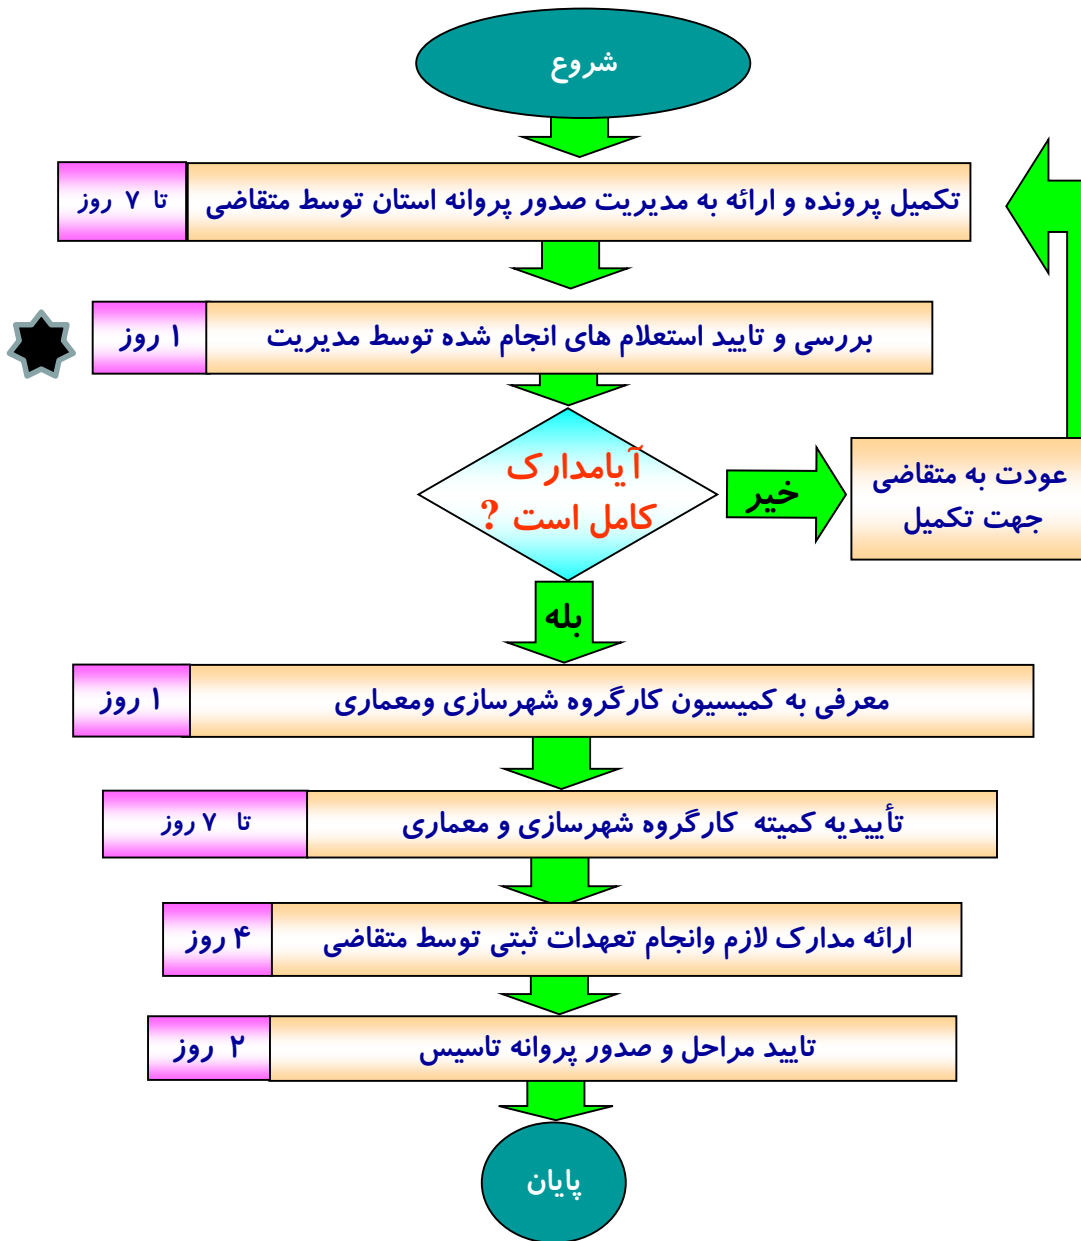 شروع
تکمیل پرونده و ارائه به مدیریت صدور پروانه استان توسط متقاضی
تا ۷ روز
بررسی و تایید استعلام های انجام شده توسط مدیریت
۱ روز
آیامدارک
کامل است ?
خیر
عودت به متقاضی
جهت تکمیل
بله
معرفی به کمیسیون کارگروه شهرسازی ومعماری
۱ روز
تأییدیه کمیته کارگروه شهرسازی و معماری
تا ۷ روز
ارائه مدارک لازم وانجام تعهدات ثبتی توسط متقاضی
۴ روز
تایید مراحل و صدور پروانه تاسیس
۲ روز
پایان